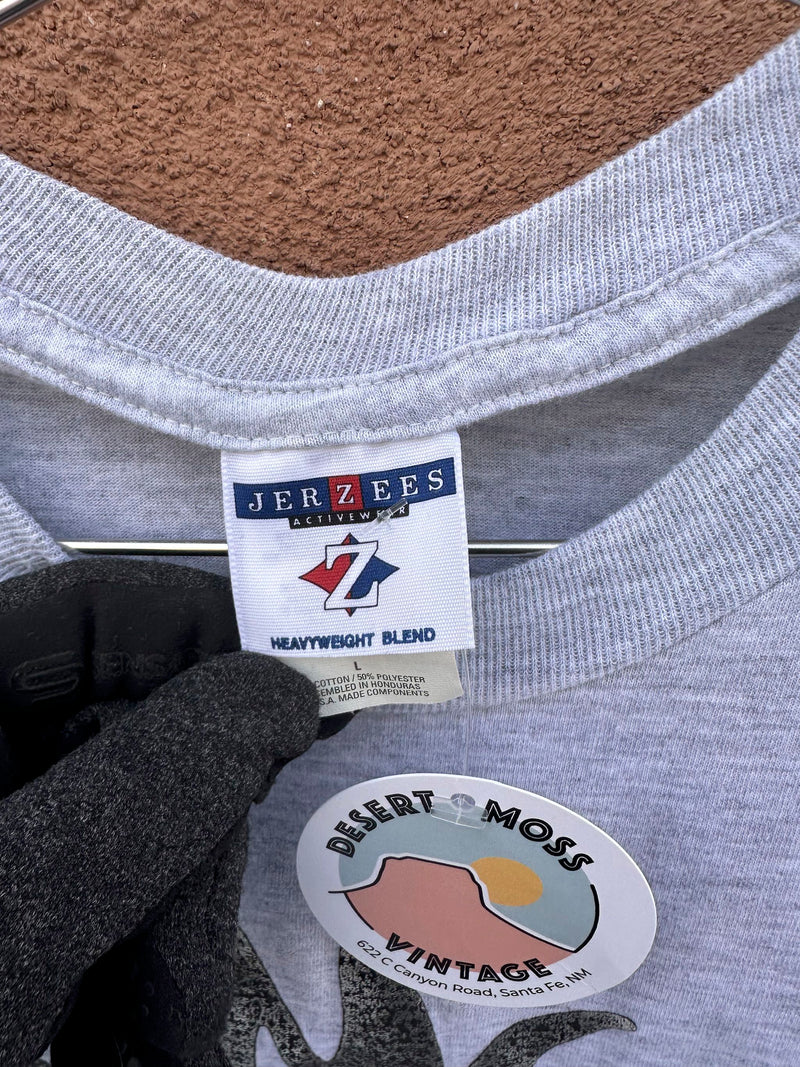 JERZEES
ACTIVEWEAR
Z
HEAVYWEIGHT BLEND
L
COTTON / 50% POLYESTER
EMBLED IN HONDURAS
S.A. MADE COMPONENTS
DESERT MOSS
VINTAGE
622 C Canyon Road, Santa Fe, NM